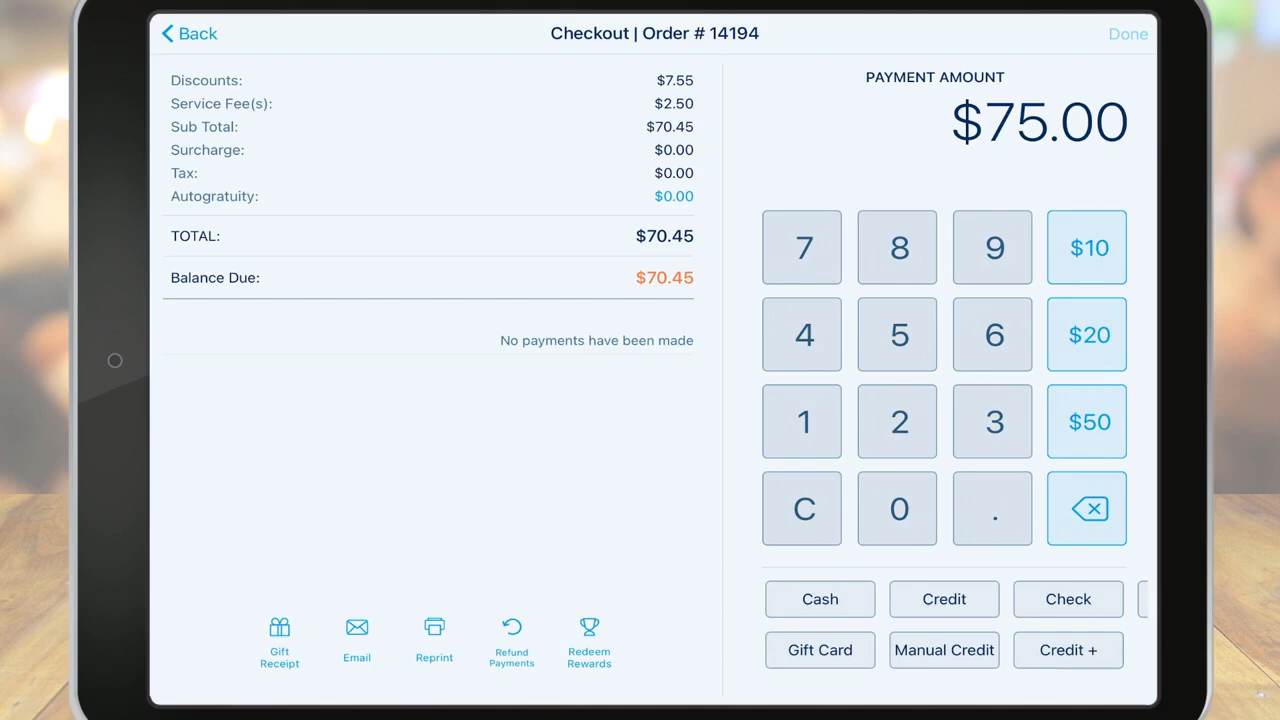 Back
Checkout | Order # 14194
Done
Discounts: $7.55
Service Fee(s): $2.50
Sub Total: $70.45
Surcharge: $0.00
Tax: $0.00
Autogratuity: $0.00
TOTAL: $70.45
Balance Due: $70.45
No payments have been made
Gift Receipt
Email
Reprint
Refund Payments
Redeem Rewards
PAYMENT AMOUNT
$75.00
7 8 9 $10
4 5 6 $20
1 2 3 $50
C 0 .
Cash Credit Check
Gift Card Manual Credit Credit +